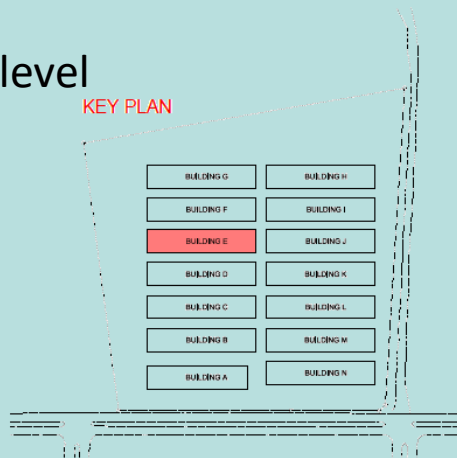 level
KEY PLAN
BUILDING G
BUILDING H
BUILDING F
BUILDING I
BUILDING E
BUILDING J
BUILDING D
BUILDING K
BUILDING C
BUILDING L
BUILDING B
BUILDING M
BUILDING A
BUILDING N